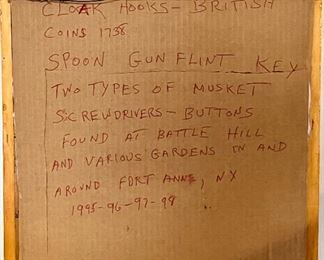 CLOAK HOOKS - BRITISH
COINS 1738
SPOON GUN FLINT KEY
TWO TYPES OF MUSKET
SCREWDRIVERS - BUTTONS
FOUND AT BATTLE HILL
AND VARIOUS GARDENS IN AND
AROUND FORT ANNE, NY
1995-96-97-98